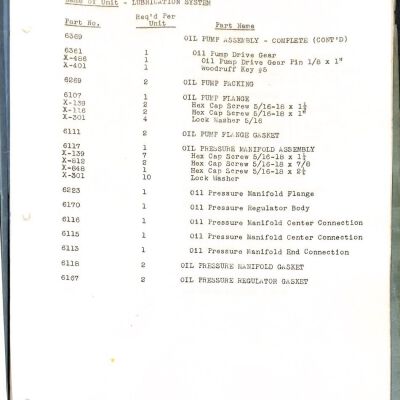 Name of Unit - LUBRICATION SYSTEM
Part No. Req'd Per Unit Part Name
6369 OIL PUMP ASSEMBLY - COMPLETE (CONT'D)
6361 1 Oil Pump Drive Gear
X-486 1 Oil Pump Drive Gear Pin 1/8 x 1"
X-401 1 Woodruff Key #5
6269 2 OIL PUMP PACKING
6107 1 OIL PUMP FLANGE
X-139 2 Hex Cap Screw 5/16-18 x 1¼
X-116 2 Hex Cap Screw 5/16-18 x 1"
X-301 4 Lock Washer 5/16
6111 2 OIL PUMP FLANGE GASKET
6117 1 OIL PRESSURE MANIFOLD ASSEMBLY
X-139 7 Hex Cap Screw 5/16-18 x 1¼
X-812 2 Hex Cap Screw 5/16-18 x 7/8
X-848 1 Hex Cap Screw 5/16-18 x 2¼
X-301 10 Lock Washer
6223 1 Oil Pressure Manifold Flange
6170 1 Oil Pressure Regulator Body
6116 1 Oil Pressure Manifold Center Connection
6115 1 Oil Pressure Manifold Center Connection
6113 1 Oil Pressure Manifold End Connection
6118 2 OIL PRESSURE MANIFOLD GASKET
6167 2 OIL PRESSURE REGULATOR GASKET